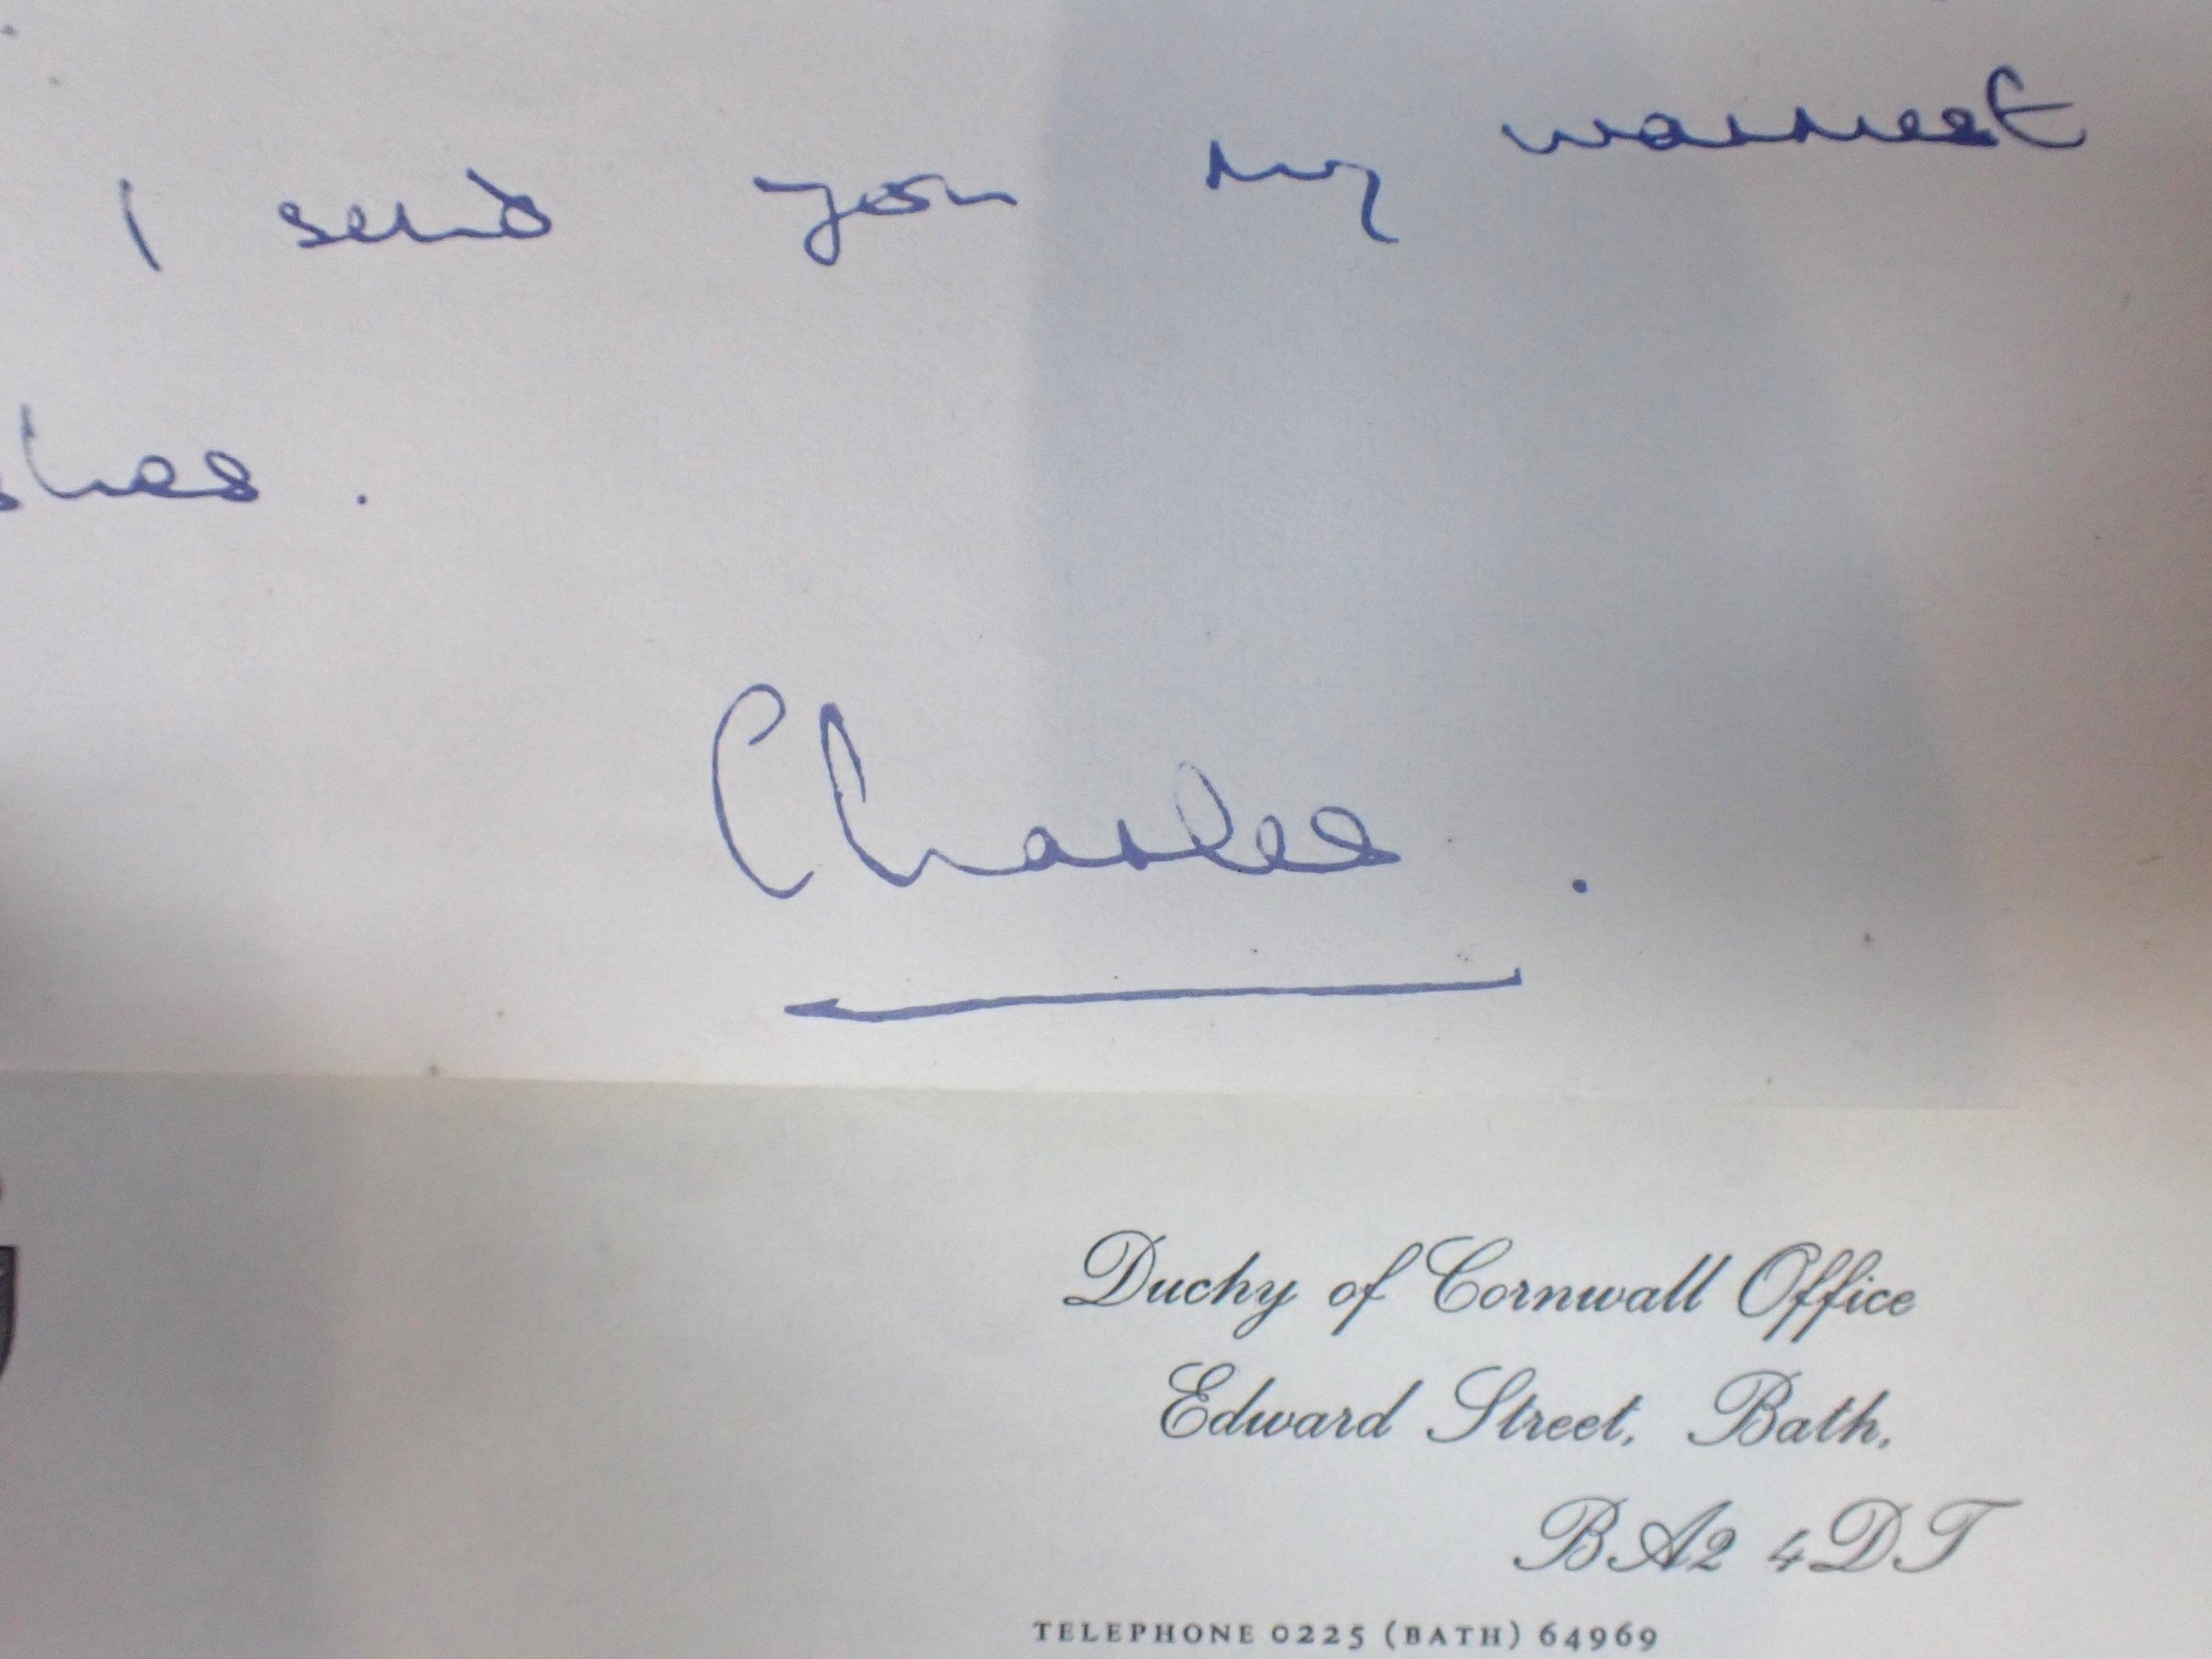 I send you my warmest
shes.
Charles.
Duchy of Cornwall Office
Edward Street, Bath,
BA2 4DT
TELEPHONE 0225 (BATH) 64969